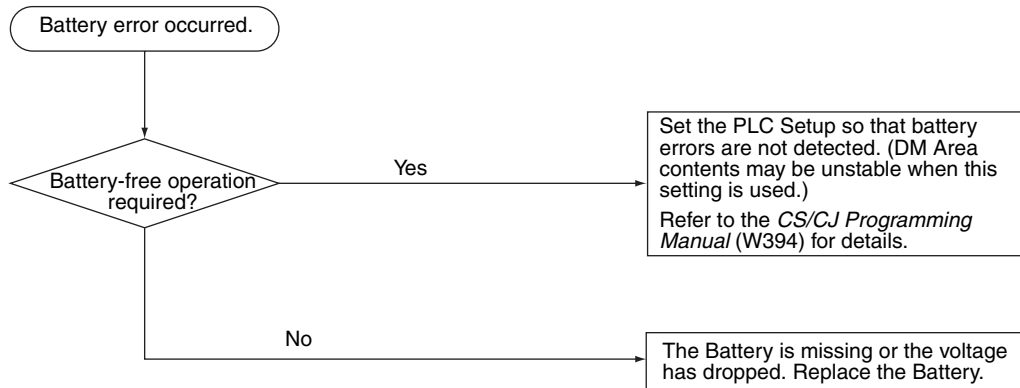 Battery error occurred.
Battery-free operation
required?
Yes
Set the PLC Setup so that battery
errors are not detected. (DM Area
contents may be unstable when this
setting is used.)
Refer to the CS/CJ Programming
Manual (W394) for details.
No
The Battery is missing or the voltage
has dropped. Replace the Battery.